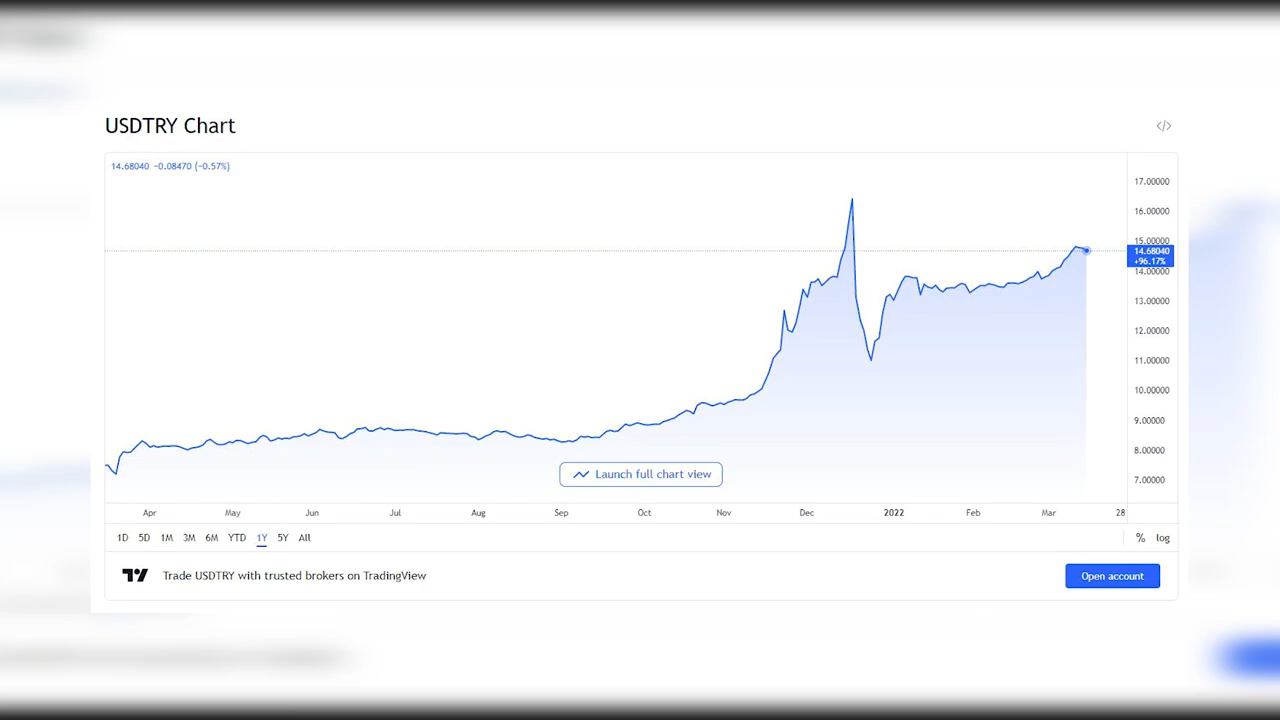 USDTRY Chart
</>
14.68040 −0.08470 (−0.57%)
17.00000
16.00000
15.00000
14.68040
+96.17%
14.00000
13.00000
12.00000
11.00000
10.00000
9.00000
8.00000
7.00000
Launch full chart view
Apr May Jun Jul Aug Sep Oct Nov Dec 2022 Feb Mar 28
1D 5D 1M 3M 6M YTD 1Y 5Y All % log
Trade USDTRY with trusted brokers on TradingView
Open account